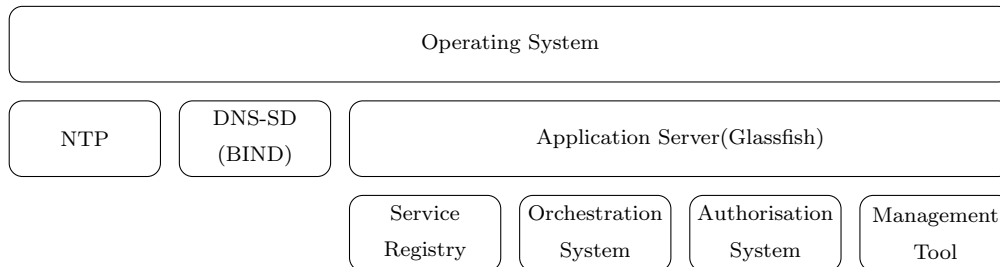 Operating System
NTP
DNS-SD
(BIND)
Application Server(Glassfish)
Service
Registry
Orchestration
System
Authorisation
System
Management
Tool